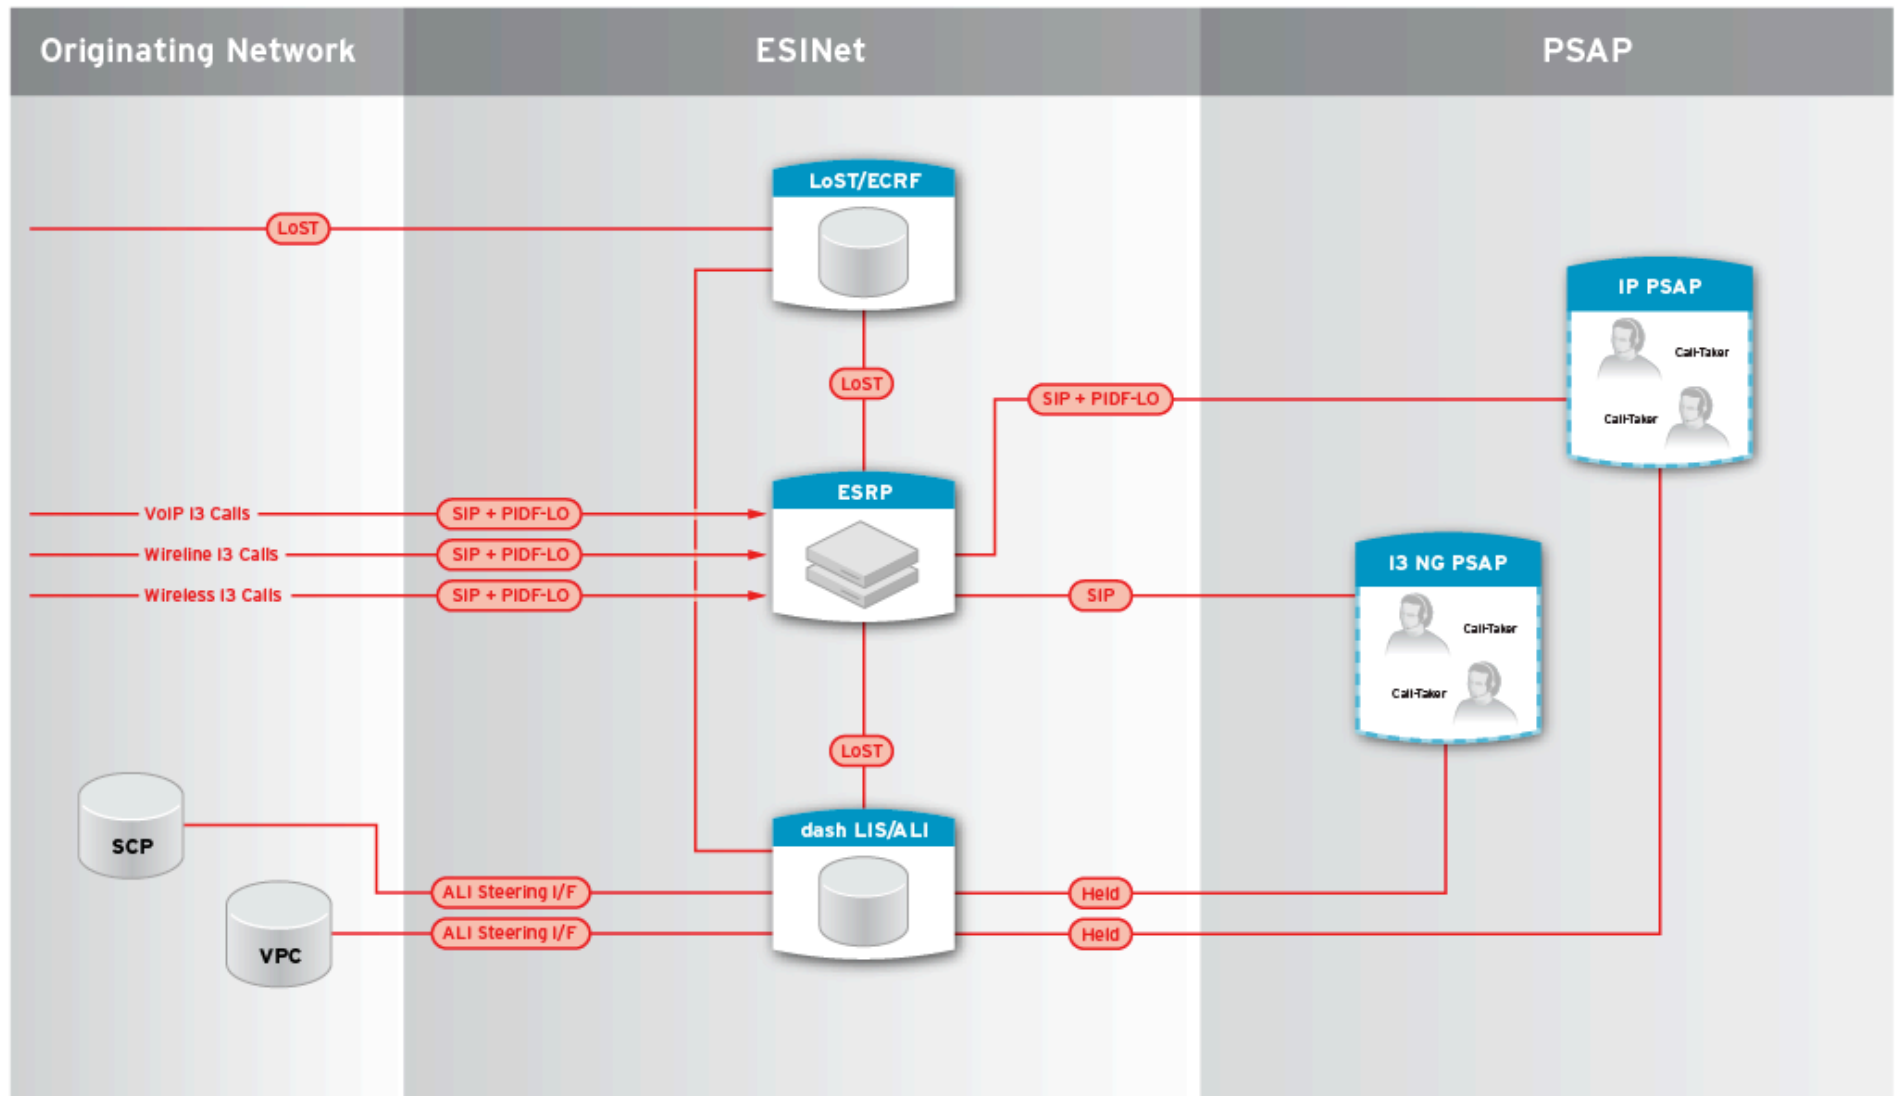 Originating Network
ESINet
PSAP
LoST/ECRF
LoST
IP PSAP
Call-Taker
Call-Taker
LoST
SIP + PIDF-LO
ESRP
VoIP I3 Calls
SIP + PIDF-LO
Wireline I3 Calls
SIP + PIDF-LO
Wireless I3 Calls
SIP + PIDF-LO
SIP
I3 NG PSAP
Call-Taker
Call-Taker
LoST
SCP
dash LIS/ALI
ALI Steering I/F
Held
VPC
ALI Steering I/F
Held